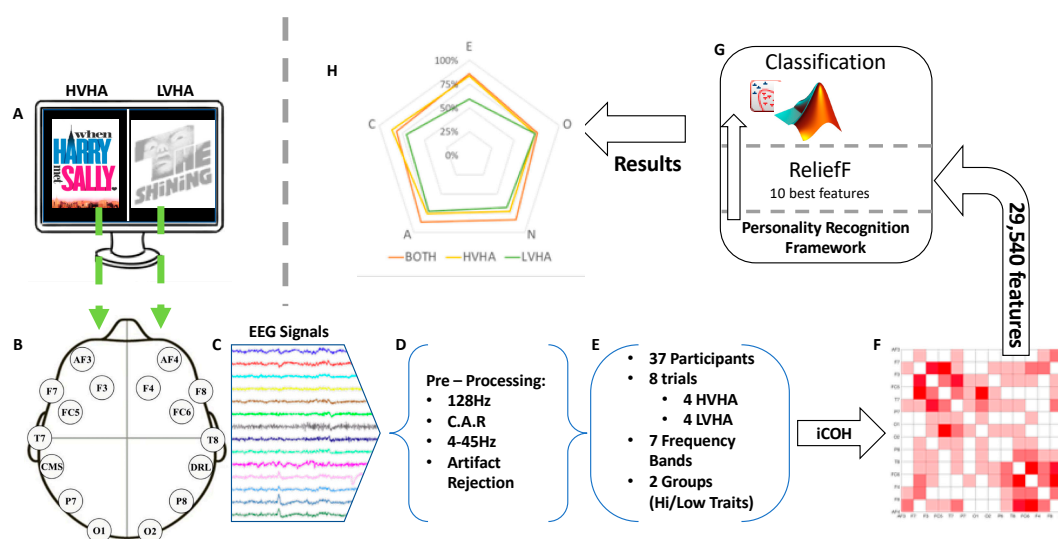 A
HVHA
LVHA
when
HARRY
met
SALLY
THE
SHiNiNG
H
E
100%
75%
50%
25%
0%
C
O
A
N
BOTH
HVHA
LVHA
Results
G
Classification
ReliefF
10 best features
Personality Recognition
Framework
29,540 features
B
AF3
AF4
F7
F3
F4
F8
FC5
FC6
T7
T8
CMS
DRL
P7
P8
O1
O2
C
EEG Signals
D
Pre – Processing:
• 128Hz
• C.A.R
• 4-45Hz
• Artifact
Rejection
E
• 37 Participants
• 8 trials
• 4 HVHA
• 4 LVHA
• 7 Frequency
Bands
• 2 Groups
(Hi/Low Traits)
iCOH
F